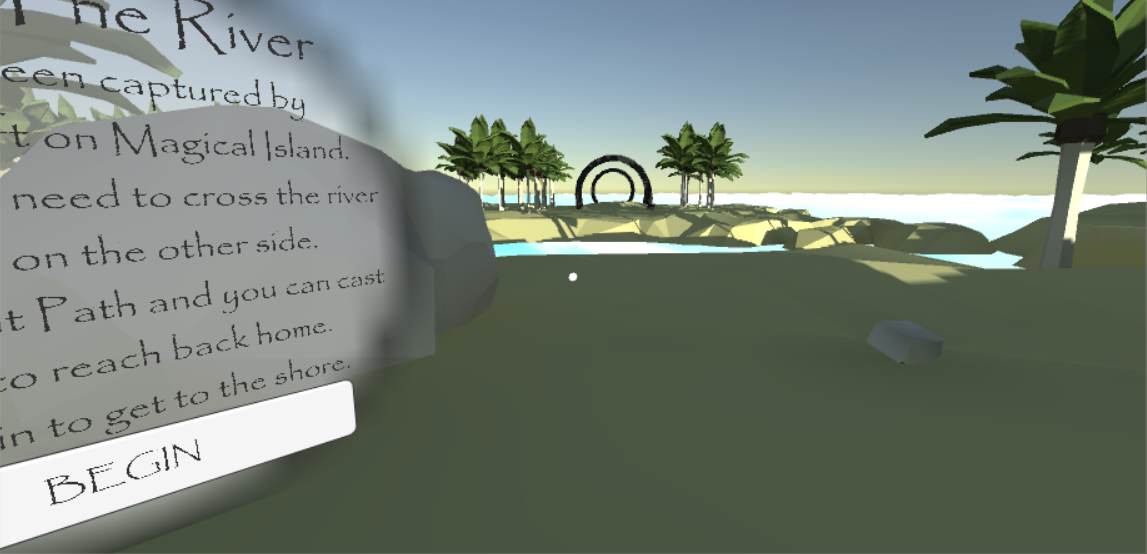 The River
een captured by
t on Magical Island.
need to cross the river
on the other side.
t Path and you can cast
to reach back home.
in to get to the shore.
BEGIN